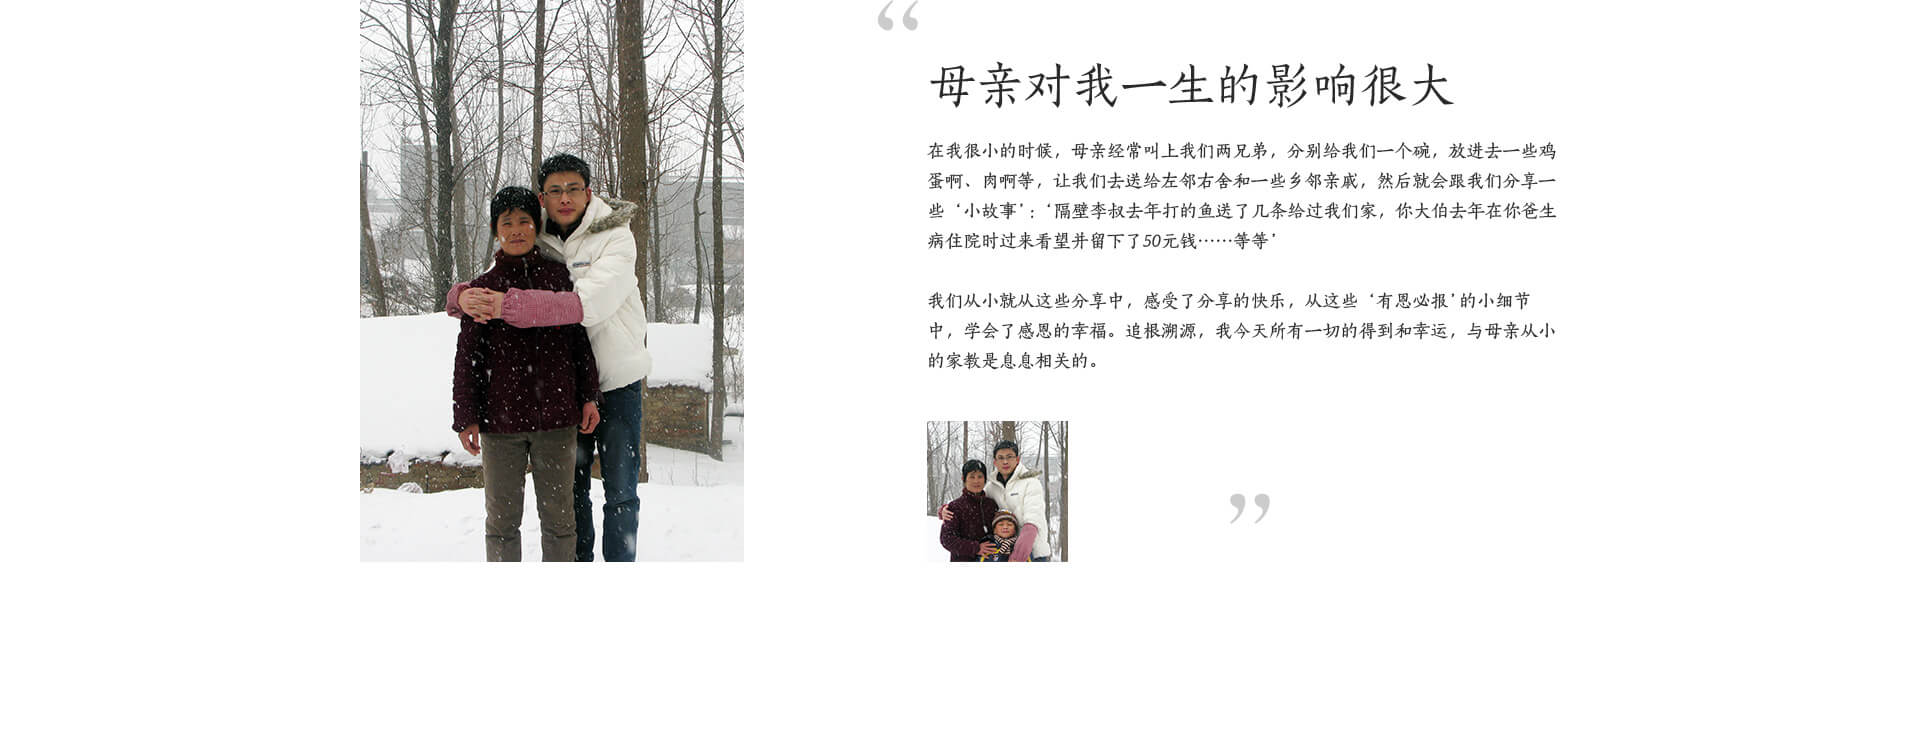 “
母亲对我一生的影响很大
在我很小的时候，母亲经常叫上我们两兄弟，分别给我们一个碗，放进去一些鸡
蛋啊、肉啊等，让我们去送给左邻右舍和一些乡邻亲戚，然后就会跟我们分享一
些‘小故事’：‘隔壁李叔去年打的鱼送了几条给过我们家，你大伯去年在你爸生
病住院时过来看望并留下了50元钱……等等’
我们从小就从这些分享中，感受了分享的快乐，从这些‘有恩必报’的小细节
中，学会了感恩的幸福。追根溯源，我今天所有一切的得到和幸运，与母亲从小
的家教是息息相关的。
”